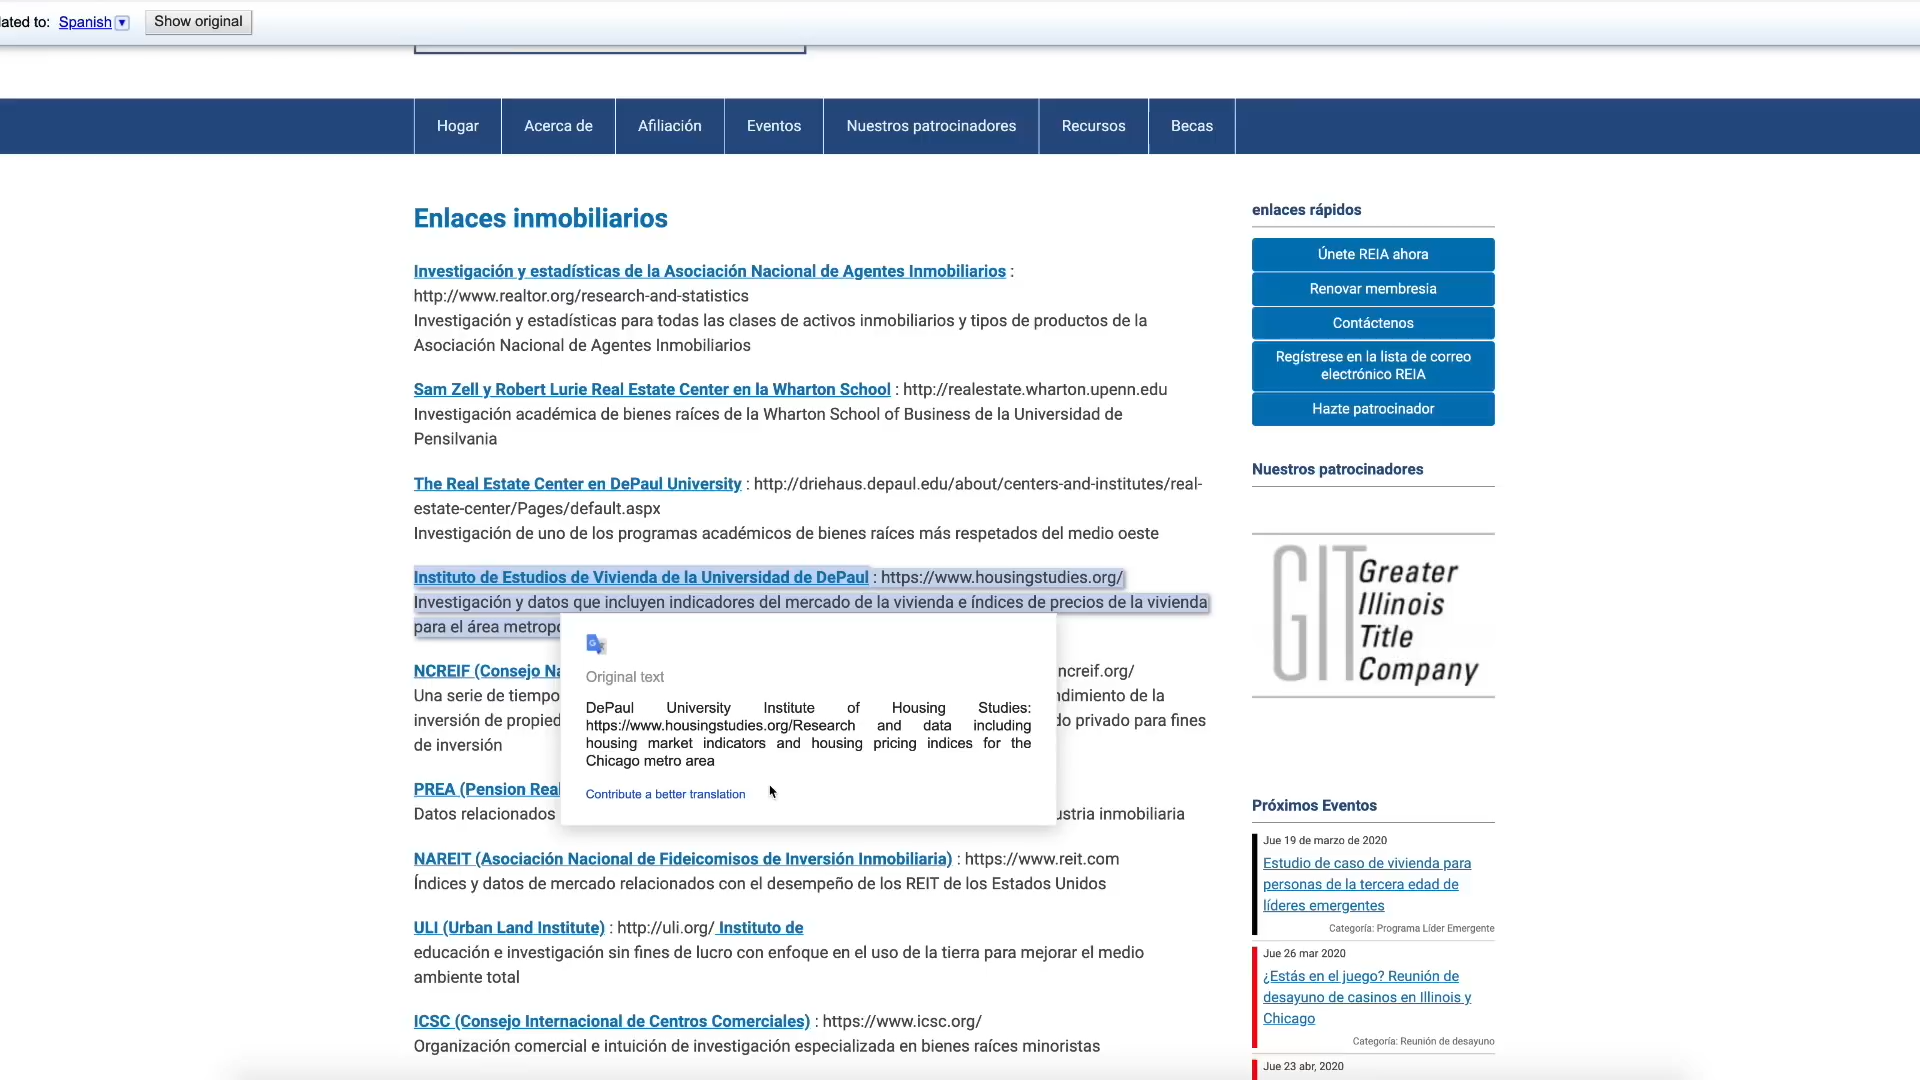 ated to: Spanish Show original
Hogar Acerca de Afiliación Eventos Nuestros patrocinadores Recursos Becas
Enlaces inmobiliarios
Investigación y estadísticas de la Asociación Nacional de Agentes Inmobiliarios :
http://www.realtor.org/research-and-statistics
Investigación y estadísticas para todas las clases de activos inmobiliarios y tipos de productos de la
Asociación Nacional de Agentes Inmobiliarios
Sam Zell y Robert Lurie Real Estate Center en la Wharton School : http://realestate.wharton.upenn.edu
Investigación académica de bienes raíces de la Wharton School of Business de la Universidad de
Pensilvania
The Real Estate Center en DePaul University : http://driehaus.depaul.edu/about/centers-and-institutes/real-
estate-center/Pages/default.aspx
Investigación de uno de los programas académicos de bienes raíces más respetados del medio oeste
Instituto de Estudios de Vivienda de la Universidad de DePaul : https://www.housingstudies.org/
Investigación y datos que incluyen indicadores del mercado de la vivienda e índices de precios de la vivienda
para el área metropo
Original text
DePaul University Institute of Housing Studies:
https://www.housingstudies.org/Research and data including
housing market indicators and housing pricing indices for the
Chicago metro area
Contribute a better translation
NCREIF (Consejo Na ncreif.org/
Una serie de tiempo ndimiento de la
inversión de propied do privado para fines
de inversión
PREA (Pension Real
Datos relacionados ustria inmobiliaria
NAREIT (Asociación Nacional de Fideicomisos de Inversión Inmobiliaria) : https://www.reit.com
Índices y datos de mercado relacionados con el desempeño de los REIT de los Estados Unidos
ULI (Urban Land Institute) : http://uli.org/ Instituto de
educación e investigación sin fines de lucro con enfoque en el uso de la tierra para mejorar el medio
ambiente total
ICSC (Consejo Internacional de Centros Comerciales) : https://www.icsc.org/
Organización comercial e intuición de investigación especializada en bienes raíces minoristas
enlaces rápidos
Únete REIA ahora
Renovar membresia
Contáctenos
Regístrese en la lista de correo
electrónico REIA
Hazte patrocinador
Nuestros patrocinadores
GIT
Greater
Illinois
Title
Company
Próximos Eventos
Jue 19 de marzo de 2020
Estudio de caso de vivienda para
personas de la tercera edad de
líderes emergentes
Categoría: Programa Líder Emergente
Jue 26 mar 2020
¿Estás en el juego? Reunión de
desayuno de casinos en Illinois y
Chicago
Categoría: Reunión de desayuno
Jue 23 abr, 2020